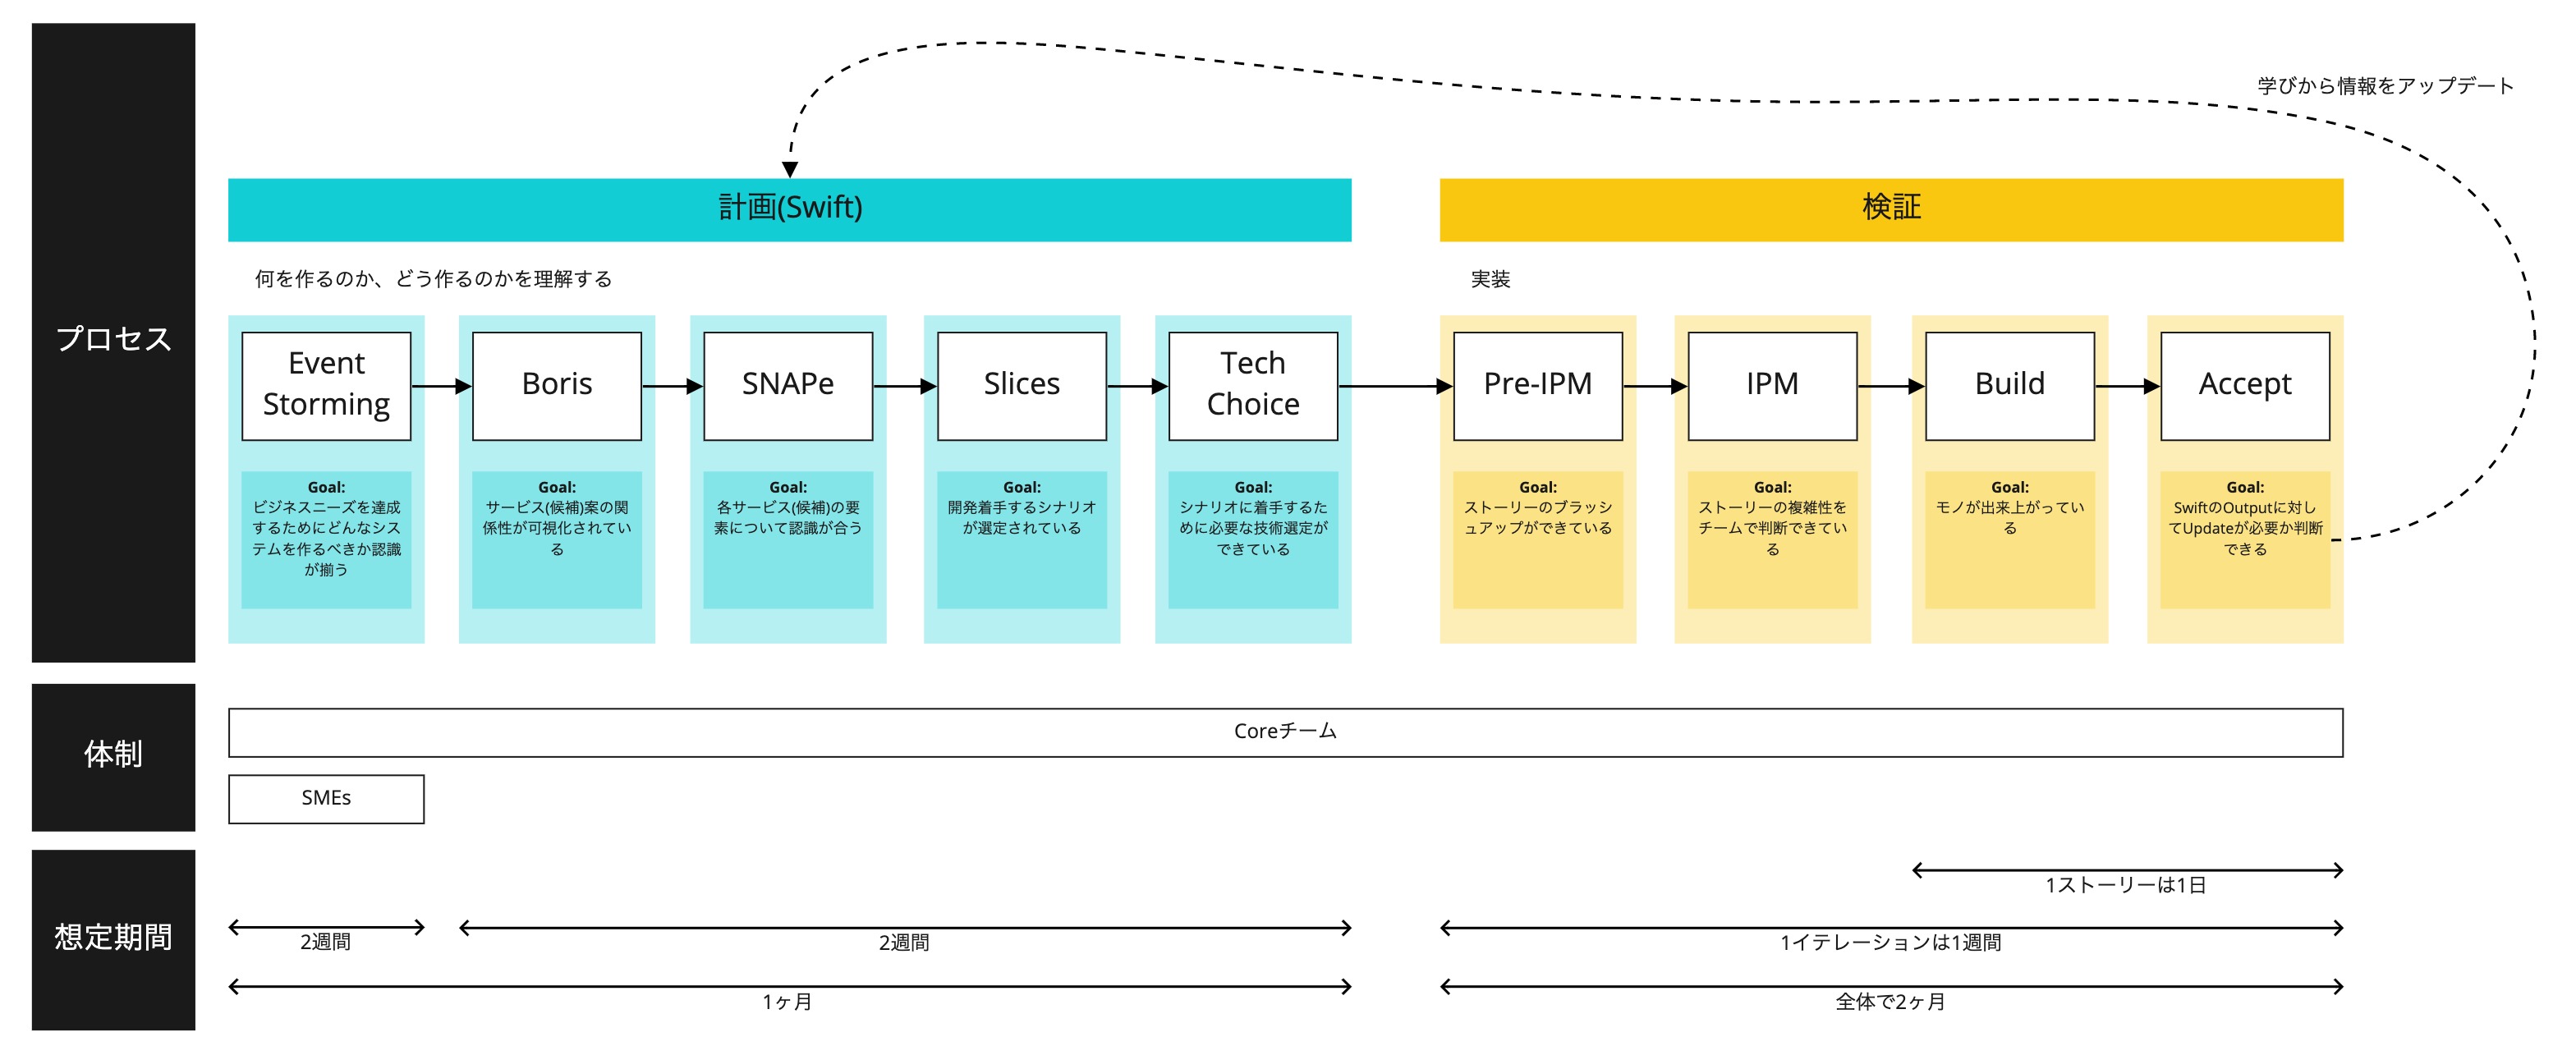 学びから情報をアップデート
プロセス
計画(Swift)
検証
何を作るのか、どう作るのかを理解する
実装
Event
Storming
Boris
SNAPe
Slices
Tech
Choice
Pre-IPM
IPM
Build
Accept
Goal:
ビジネスニーズを達成
するためにどんなシス
テムを作るべきか認識
が揃う
Goal:
サービス(候補)案の関
係性が可視化されてい
る
Goal:
各サービス(候補)の要
素について認識が合う
Goal:
開発着手するシナリオ
が選定されている
Goal:
シナリオに着手するた
めに必要な技術選定が
できている
Goal:
ストーリーのブラッシ
ュアップができている
Goal:
ストーリーの複雑性を
チームで判断できてい
る
Goal:
モノが出来上がってい
る
Goal:
SwiftのOutputに対し
てUpdateが必要か判断
できる
体制
Coreチーム
SMEs
想定期間
1ストーリーは1日
2週間
2週間
1イテレーションは1週間
1ヶ月
全体で2ヶ月